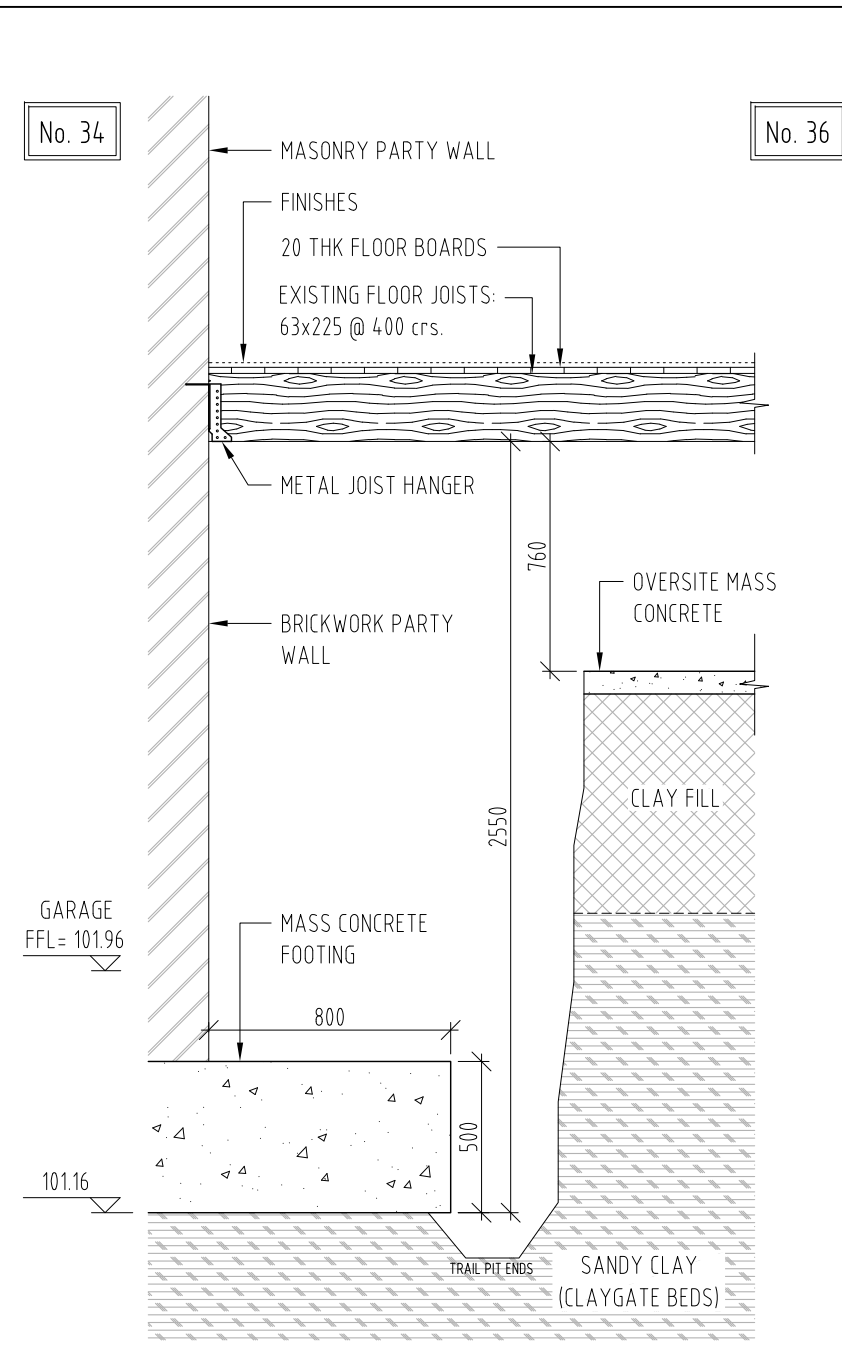 No. 34
No. 36
MASONRY PARTY WALL
FINISHES
20 THK FLOOR BOARDS
EXISTING FLOOR JOISTS:
63x225 @ 400 crs.
METAL JOIST HANGER
760
OVERSITE MASS
CONCRETE
BRICKWORK PARTY
WALL
CLAY FILL
2550
GARAGE
FFL= 101.96
MASS CONCRETE
FOOTING
800
500
101.16
TRAIL PIT ENDS
SANDY CLAY
(CLAYGATE BEDS)